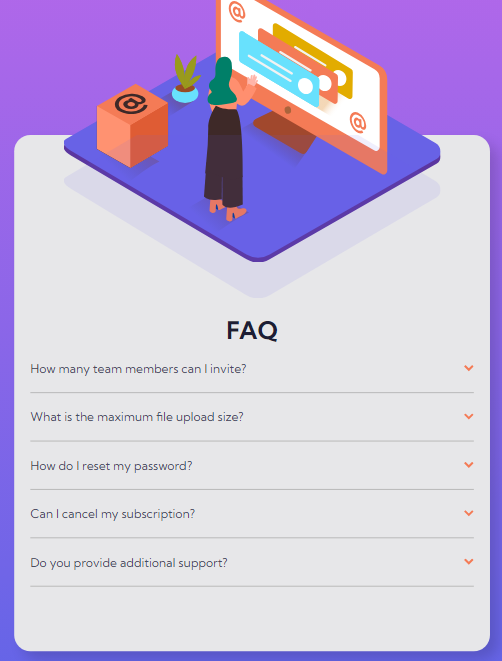 @
@
@
FAQ
How many team members can I invite?
What is the maximum file upload size?
How do I reset my password?
Can I cancel my subscription?
Do you provide additional support?